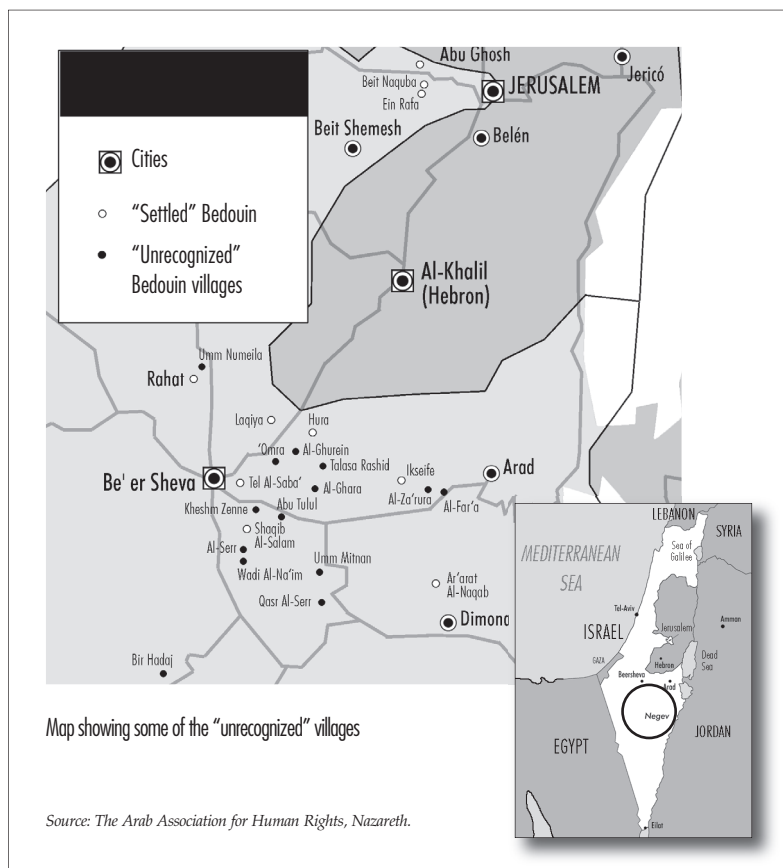 Abu Ghosh
Beit Naquba
Ein Rafa
JERUSALEM
Jericó
Beit Shemesh
Belén
Cities
“Settled” Bedouin
“Unrecognized”
Bedouin villages
Al-Khalil
(Hebron)
Umm Numeila
Rahat
Laqiya
Hura
‘Omra
Al-Ghurein
Talasa Rashid
Ikseife
Arad
Be' er Sheva
Tel Al-Saba‘
Al-Ghara
Al-Za‘rura
Al-Far‘a
Kheshm Zenne
Abu Tulul
Shaqib
Al-Salam
Al-Serr
Umm Mitnan
Wadi Al-Na‘im
Ar‘arat
Al-Naqab
Qasr Al-Serr
Dimona
Bir Hadaj
LEBANON
SYRIA
Sea of
Galilee
MEDITERRANEAN
SEA
Tel-Aviv
Amman
ISRAEL
Jerusalem
GAZA
Hebron
Dead
Sea
Beersheva
Arad
Negev
JORDAN
EGYPT
Eilat
Map showing some of the “unrecognized” villages
Source: The Arab Association for Human Rights, Nazareth.